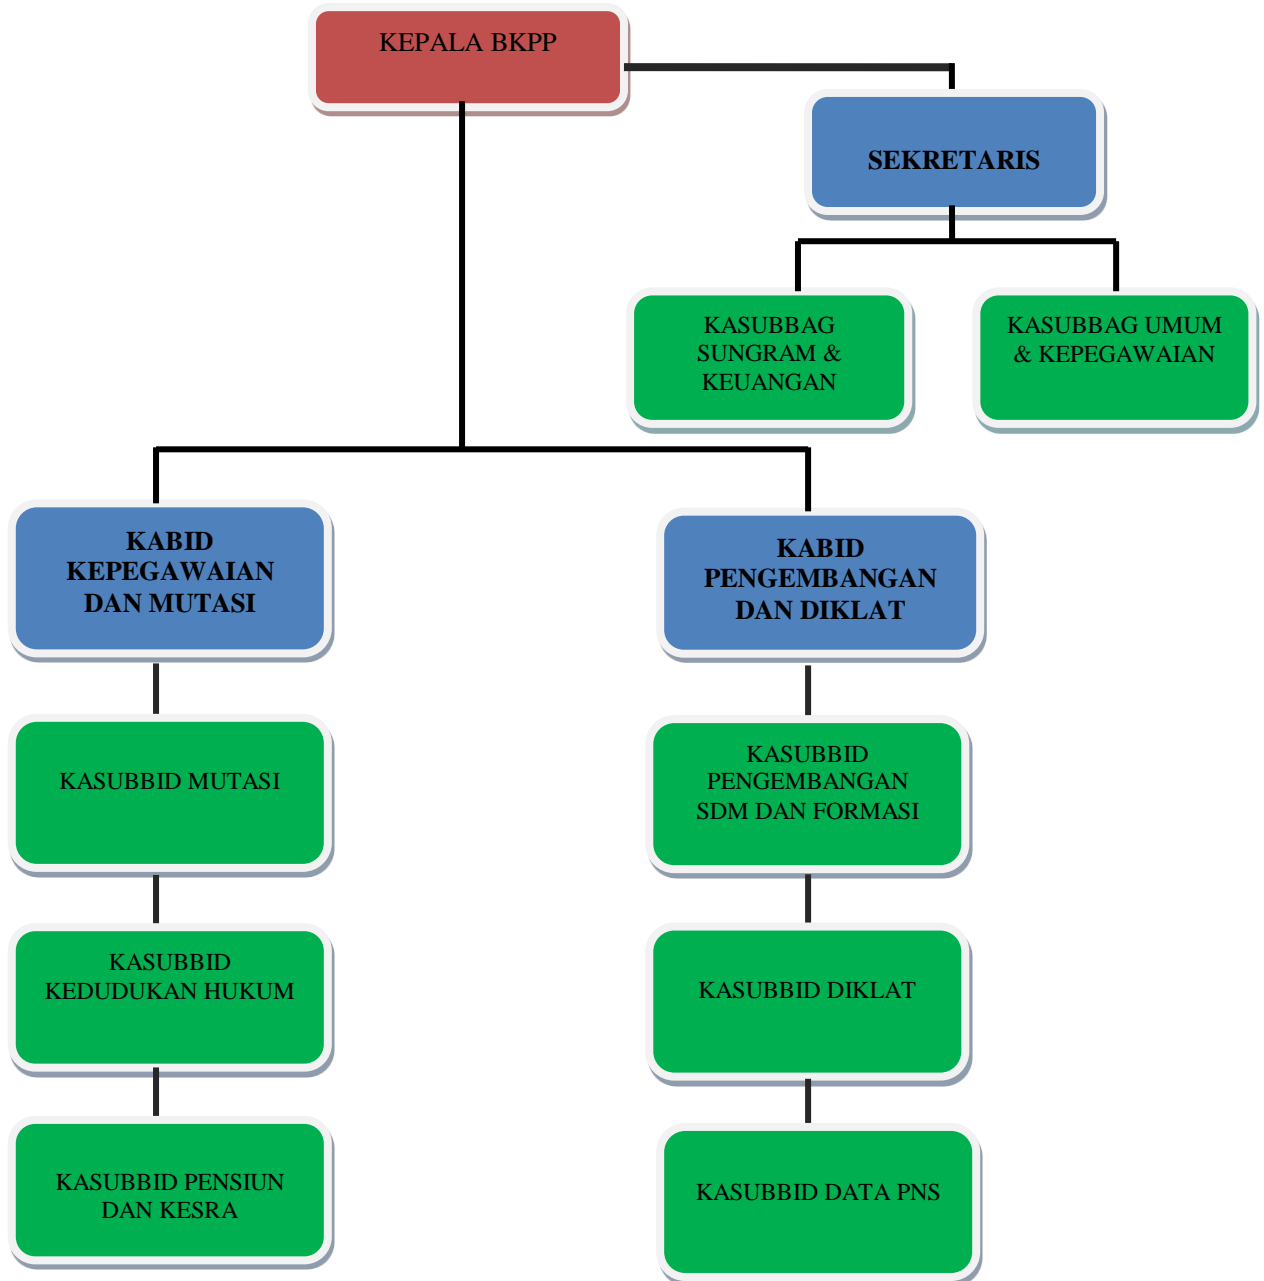 KEPALA BKPP
SEKRETARIS
KASUBBAG
SUNGRAM &
KEUANGAN
KASUBBAG UMUM
& KEPEGAWAIAN
KABID
KEPEGAWAIAN
DAN MUTASI
KABID
PENGEMBANGAN
DAN DIKLAT
KASUBBID MUTASI
KASUBBID
PENGEMBANGAN
SDM DAN FORMASI
KASUBBID
KEDUDUKAN HUKUM
KASUBBID DIKLAT
KASUBBID PENSIUN
DAN KESRA
KASUBBID DATA PNS